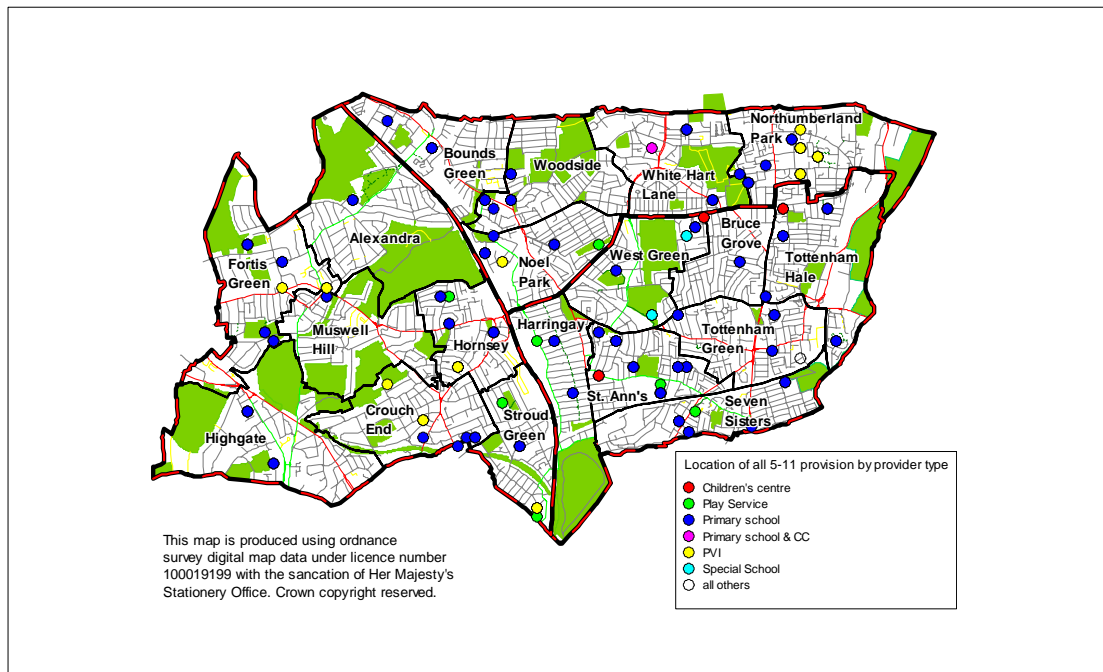 Northumberland
Park
Bounds
Green
Woodside
White Hart
Lane
Alexandra
Bruce
Grove
West Green
Noel
Park
Tottenham
Hale
Fortis
Green
Muswell
Hill
Harringay
Hornsey
Tottenham
Green
St. Ann's
Seven
Sisters
Crouch
End
Stroud
Green
Highgate
Location of all 5-11 provision by provider type
Children's centre
Play Service
Primary school
Primary school & CC
PVI
Special School
all others
This map is produced using ordnance
survey digital map data under licence number
100019199 with the sancation of Her Majesty's
Stationery Office. Crown copyright reserved.